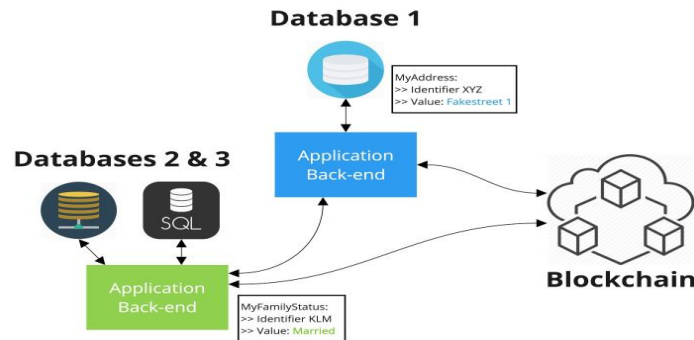 Database 1
MyAddress:
>> Identifier XYZ
>> Value: Fakestreet 1
Application
Back-end
Databases 2 & 3
SQL
Blockchain
Application
Back-end
MyFamilyStatus:
>> Identifier KLM
>> Value: Married